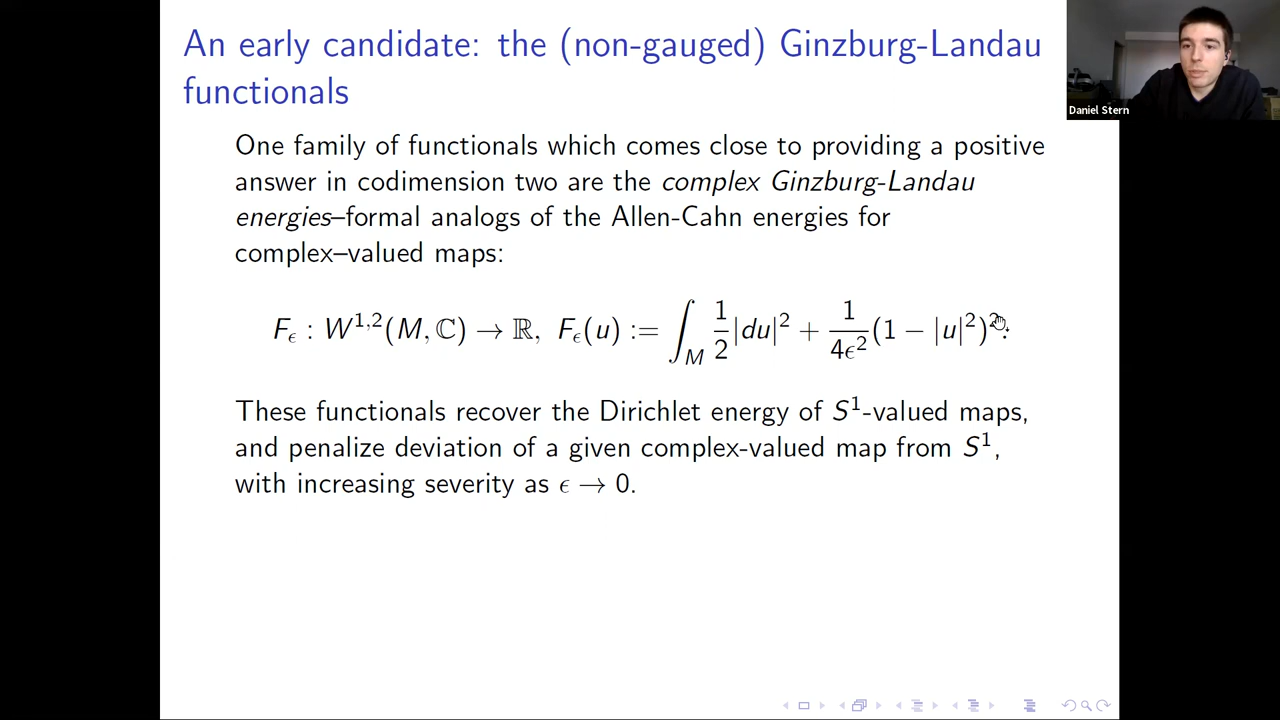 An early candidate: the (non-gauged) Ginzburg-Landau
functionals
One family of functionals which comes close to providing a positive
answer in codimension two are the complex Ginzburg-Landau
energies–formal analogs of the Allen-Cahn energies for
complex–valued maps:
F_ϵ : W^{1,2}(M, ℂ) → ℝ, F_ϵ(u) := ∫_M 1/2 |du|^2 + 1/(4ϵ^2) (1 − |u|^2)^2.
These functionals recover the Dirichlet energy of S^1-valued maps,
and penalize deviation of a given complex-valued map from S^1,
with increasing severity as ϵ → 0.
Daniel Stern